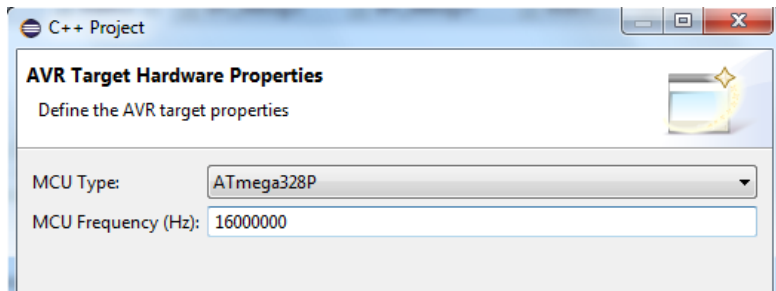 C++ Project
AVR Target Hardware Properties
Define the AVR target properties
MCU Type: ATmega328P
MCU Frequency (Hz): 16000000